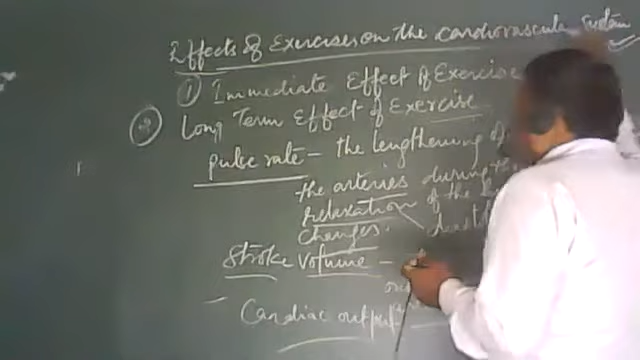 Effects of Exercises on the Cardiovascular System
① Immediate Effect of Exercise
② Long Term Effect of Exercise
pulse rate – the lengthening of
the arteries during the
relaxation of the
changes.
Stroke Volume –
Cardiac output